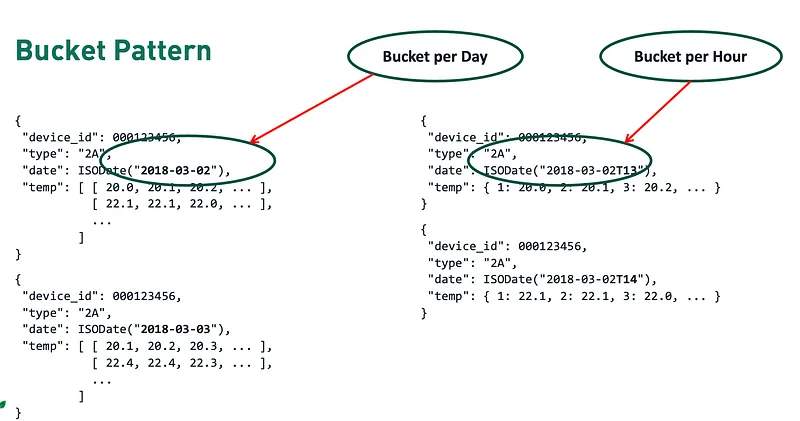 Bucket Pattern
Bucket per Day
{
"device_id": 000123456,
"type": "2A",
"date": ISODate("2018-03-02"),
"temp": [ [ 20.0, 20.1, 20.2, ... ],
[ 22.1, 22.1, 22.0, ... ],
...
]
}
{
"device_id": 000123456,
"type": "2A",
"date": ISODate("2018-03-03"),
"temp": [ [ 20.1, 20.2, 20.3, ... ],
[ 22.4, 22.4, 22.3, ... ],
...
]
}
Bucket per Hour
{
"device_id": 000123456,
"type": "2A",
"date": ISODate("2018-03-02T13"),
"temp": { 1: 20.0, 2: 20.1, 3: 20.2, ... }
}
{
"device_id": 000123456,
"type": "2A",
"date": ISODate("2018-03-02T14"),
"temp": { 1: 22.1, 2: 22.1, 3: 22.0, ... }
}